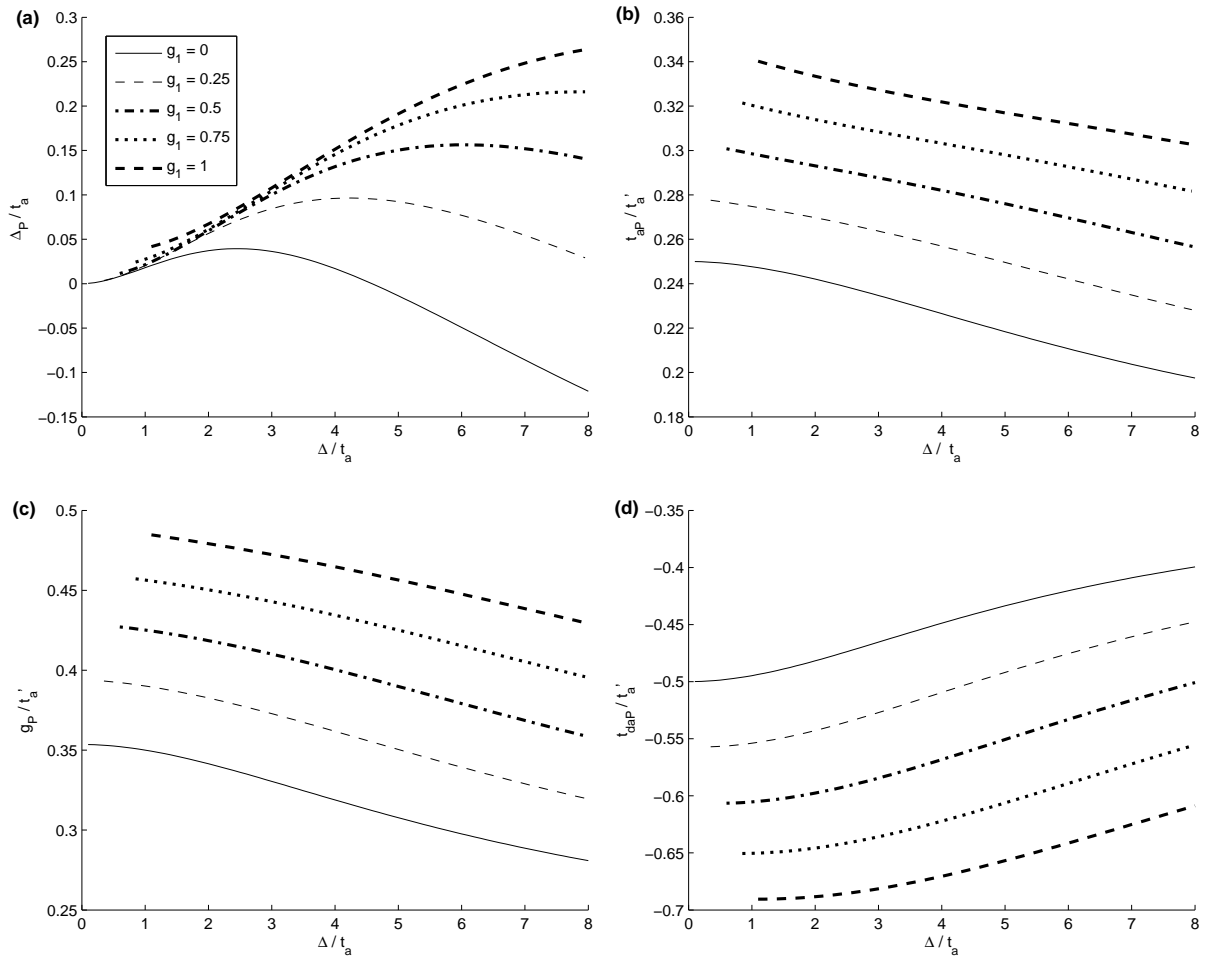 (a)
0.3
0.25
0.2
0.15
0.1
0.05
0
−0.05
−0.1
−0.15
Δ_P / t_a
g_1 = 0
g_1 = 0.25
g_1 = 0.5
g_1 = 0.75
g_1 = 1
0 1 2 3 4 5 6 7 8
Δ / t_a
(b)
0.36
0.34
0.32
0.3
0.28
0.26
0.24
0.22
0.2
0.18
t_aP / t_a'
0 1 2 3 4 5 6 7 8
Δ / t_a
(c)
0.5
0.45
0.4
0.35
0.3
0.25
g_P / t_a'
0 1 2 3 4 5 6 7 8
Δ / t_a
(d)
−0.35
−0.4
−0.45
−0.5
−0.55
−0.6
−0.65
−0.7
t_daP / t_a'
0 1 2 3 4 5 6 7 8
Δ / t_a